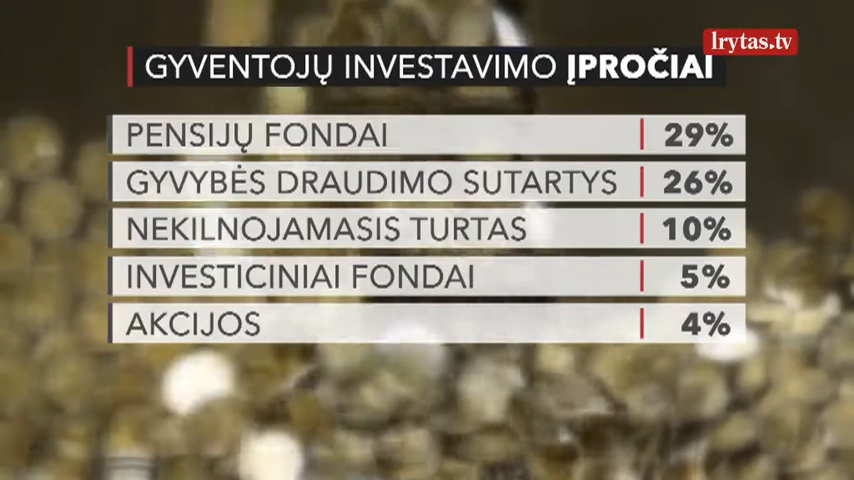 lrytas.tv
GYVENTOJŲ INVESTAVIMO ĮPROČIAI
PENSIJŲ FONDAI 29%
GYVYBĖS DRAUDIMO SUTARTYS 26%
NEKILNOJAMASIS TURTAS 10%
INVESTICINIAI FONDAI 5%
AKCIJOS 4%